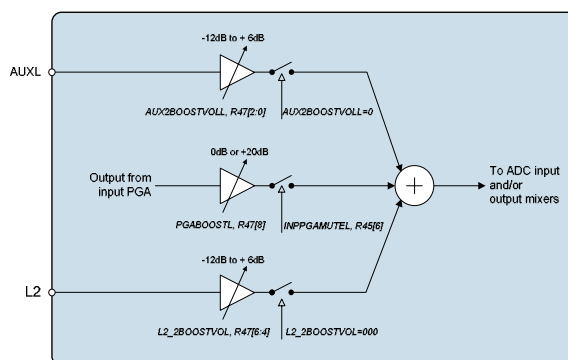 -12dB to + 6dB
AUXL
AUX2BOOSTVOLL, R47[2:0]
AUX2BOOSTVOLL=0
0dB or +20dB
Output from
input PGA
To ADC input
and/or
output mixers
PGABOOSTL, R47[8]
INPPGAMUTEL, R45[6]
-12dB to + 6dB
L2
L2_2BOOSTVOL, R47[6:4]
L2_2BOOSTVOL=000